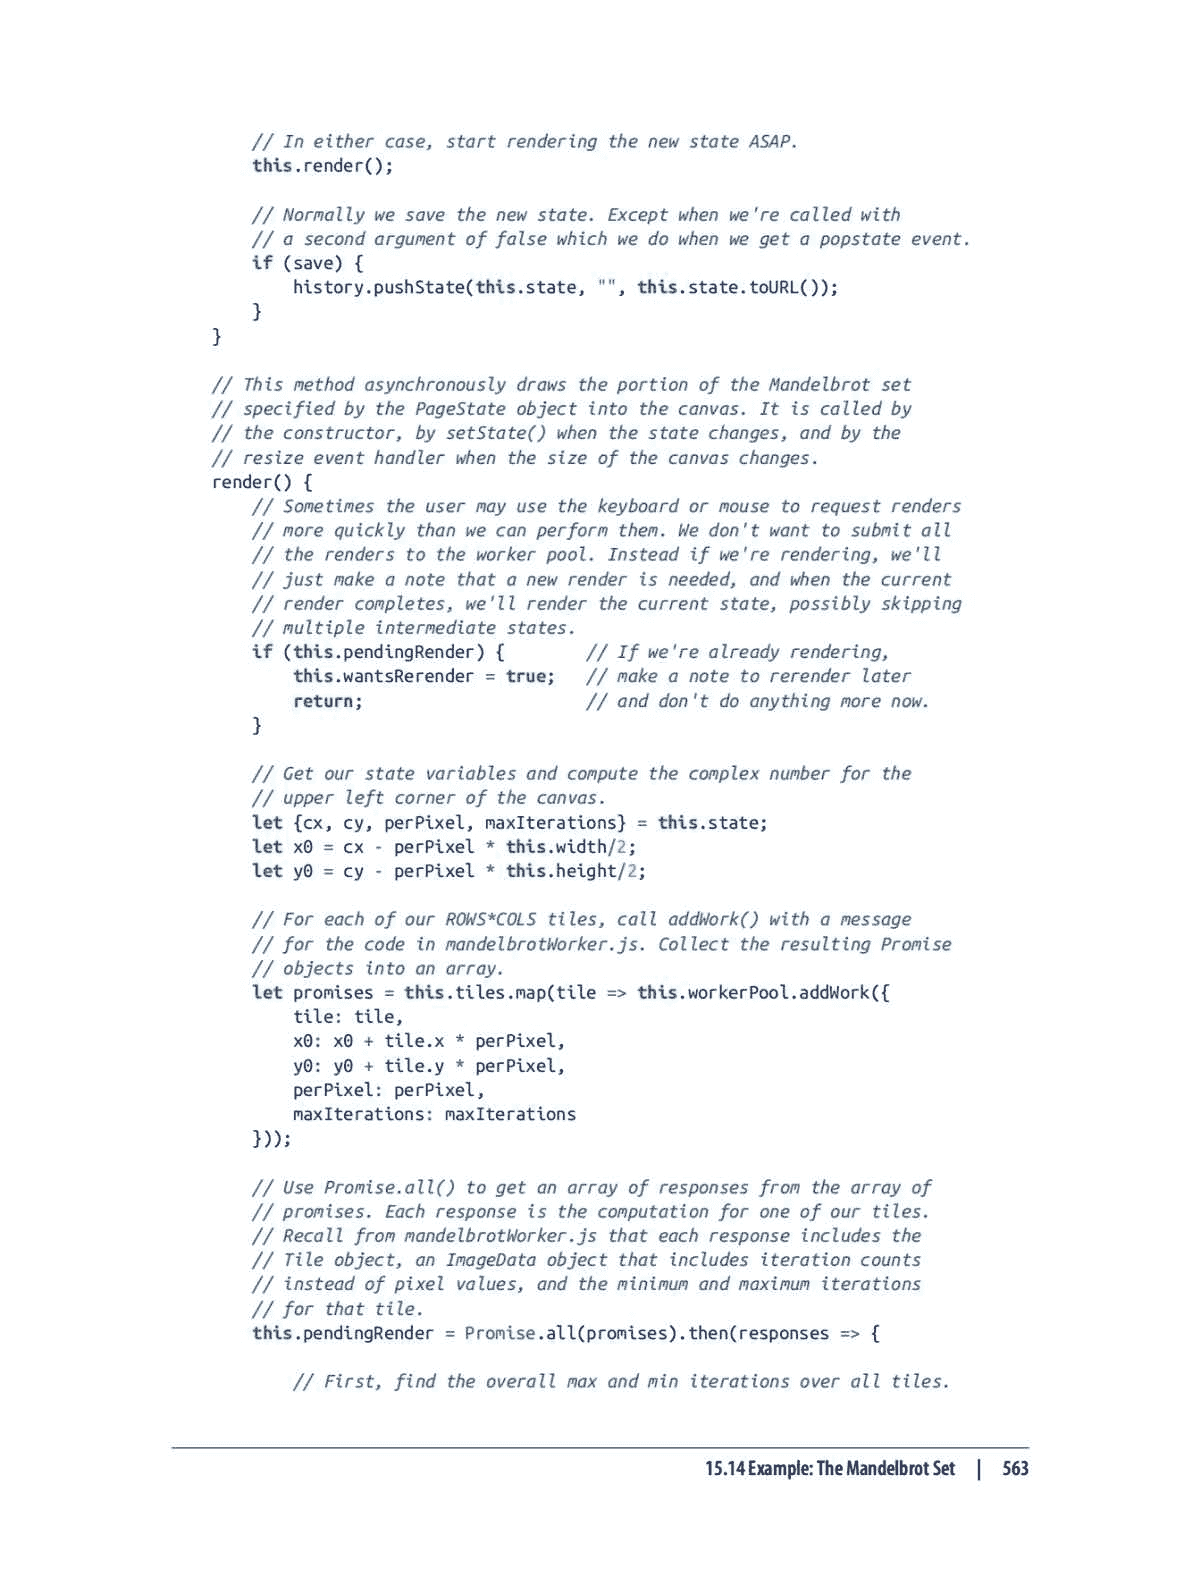 // In either case, start rendering the new state ASAP.
this.render();
// Normally we save the new state. Except when we're called with
// a second argument of false which we do when we get a popstate event.
if (save) {
history.pushState(this.state, "", this.state.toURL());
}
}
// This method asynchronously draws the portion of the Mandelbrot set
// specified by the PageState object into the canvas. It is called by
// the constructor, by setState() when the state changes, and by the
// resize event handler when the size of the canvas changes.
render() {
// Sometimes the user may use the keyboard or mouse to request renders
// more quickly than we can perform them. We don't want to submit all
// the renders to the worker pool. Instead if we're rendering, we'll
// just make a note that a new render is needed, and when the current
// render completes, we'll render the current state, possibly skipping
// multiple intermediate states.
if (this.pendingRender) { // If we're already rendering,
this.wantsRerender = true; // make a note to rerender later
return; // and don't do anything more now.
}
// Get our state variables and compute the complex number for the
// upper left corner of the canvas.
let {cx, cy, perPixel, maxIterations} = this.state;
let x0 = cx - perPixel * this.width/2;
let y0 = cy - perPixel * this.height/2;
// For each of our ROWS*COLS tiles, call addWork() with a message
// for the code in mandelbrotWorker.js. Collect the resulting Promise
// objects into an array.
let promises = this.tiles.map(tile => this.workerPool.addWork({
tile: tile,
x0: x0 + tile.x * perPixel,
y0: y0 + tile.y * perPixel,
perPixel: perPixel,
maxIterations: maxIterations
}));
// Use Promise.all() to get an array of responses from the array of
// promises. Each response is the computation for one of our tiles.
// Recall from mandelbrotWorker.js that each response includes the
// Tile object, an ImageData object that includes iteration counts
// instead of pixel values, and the minimum and maximum iterations
// for that tile.
this.pendingRender = Promise.all(promises).then(responses => {
// First, find the overall max and min iterations over all tiles.
15.14 Example: The Mandelbrot Set | 563